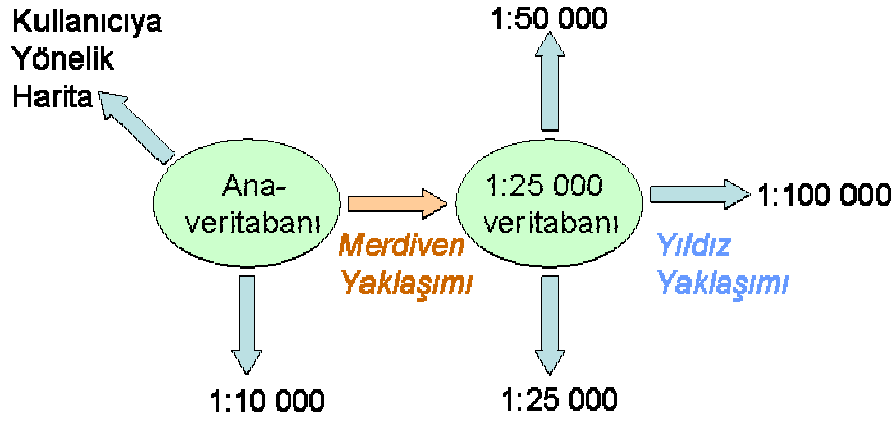 Kullanıcıya
Yönelik
Harita
1:50 000
Ana-
veritabanı
1:25 000
veritabanı
1:100 000
Merdiven
Yaklaşımı
Yıldız
Yaklaşımı
1:10 000
1:25 000